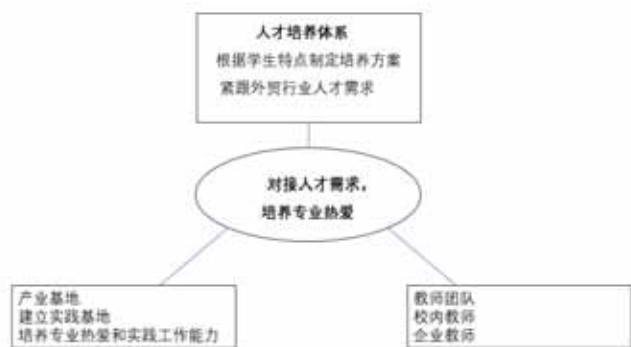 人才培养体系
根据学生特点制定培养方案
紧跟外贸行业人才需求
对接人才需求，
培养专业热爱
产业基地
建立实践基地
培养专业热爱和实践工作能力
教师团队
校内教师
企业教师